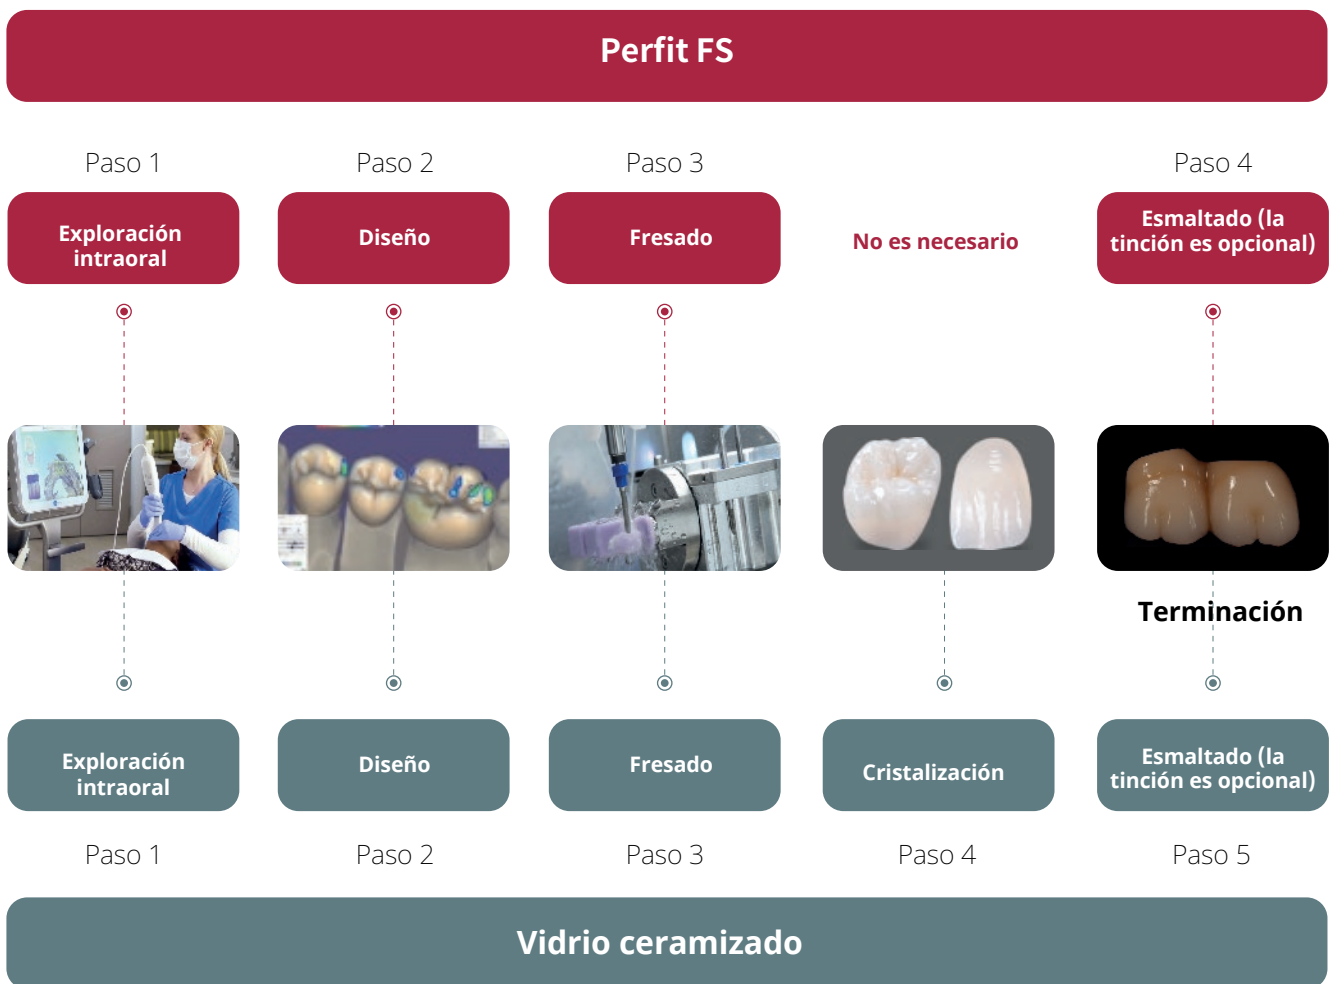 Perfit FS
Paso 1
Paso 2
Paso 3
Paso 4
Exploración
intraoral
Diseño
Fresado
No es necesario
Esmaltado (la
tinción es opcional)
Terminación
Exploración
intraoral
Diseño
Fresado
Cristalización
Esmaltado (la
tinción es opcional)
Paso 1
Paso 2
Paso 3
Paso 4
Paso 5
Vidrio ceramizado